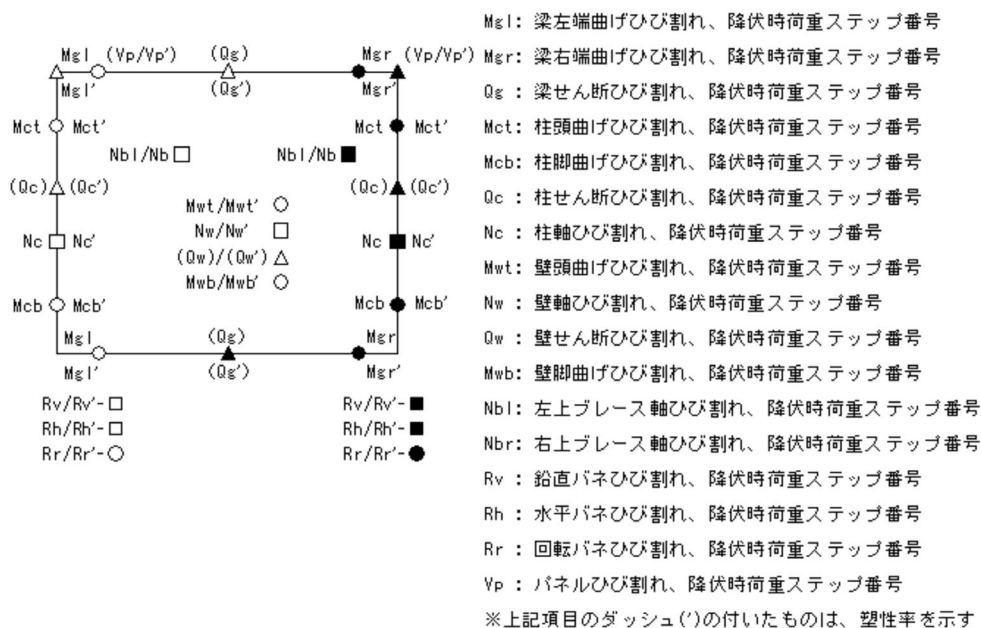 Mgl (Vp/Vp') (Qg) Mgr (Vp/Vp')
Mgl' (Qg') Mgr'
Mct Mct' Mct Mct'
Nbl/Nb Nbl/Nb
(Qc) (Qc') (Qc) (Qc')
Mwt/Mwt'
Nw/Nw'
Nc Nc' Nc Nc'
(Qw)/(Qw')
Mwb/Mwb'
Mcb Mcb' Mcb Mcb'
Mgl (Qg) Mgr
Mgl' (Qg') Mgr'
Rv/Rv'- Rv/Rv'-
Rh/Rh'- Rh/Rh'-
Rr/Rr'- Rr/Rr'-
Mgl: 梁左端曲げひび割れ、降伏時荷重ステップ番号
Mgr: 梁右端曲げひび割れ、降伏時荷重ステップ番号
Qg : 梁せん断ひび割れ、降伏時荷重ステップ番号
Mct: 柱頭曲げひび割れ、降伏時荷重ステップ番号
Mcb: 柱脚曲げひび割れ、降伏時荷重ステップ番号
Qc : 柱せん断ひび割れ、降伏時荷重ステップ番号
Nc : 柱軸ひび割れ、降伏時荷重ステップ番号
Mwt: 壁頭曲げひび割れ、降伏時荷重ステップ番号
Nw : 壁軸ひび割れ、降伏時荷重ステップ番号
Qw : 壁せん断ひび割れ、降伏時荷重ステップ番号
Mwb: 壁脚曲げひび割れ、降伏時荷重ステップ番号
Nbl: 左上ブレース軸ひび割れ、降伏時荷重ステップ番号
Nbr: 右上ブレース軸ひび割れ、降伏時荷重ステップ番号
Rv : 鉛直バネひび割れ、降伏時荷重ステップ番号
Rh : 水平バネひび割れ、降伏時荷重ステップ番号
Rr : 回転バネひび割れ、降伏時荷重ステップ番号
Vp : パネルひび割れ、降伏時荷重ステップ番号
※上記項目のダッシュ(')の付いたものは、塑性率を示す